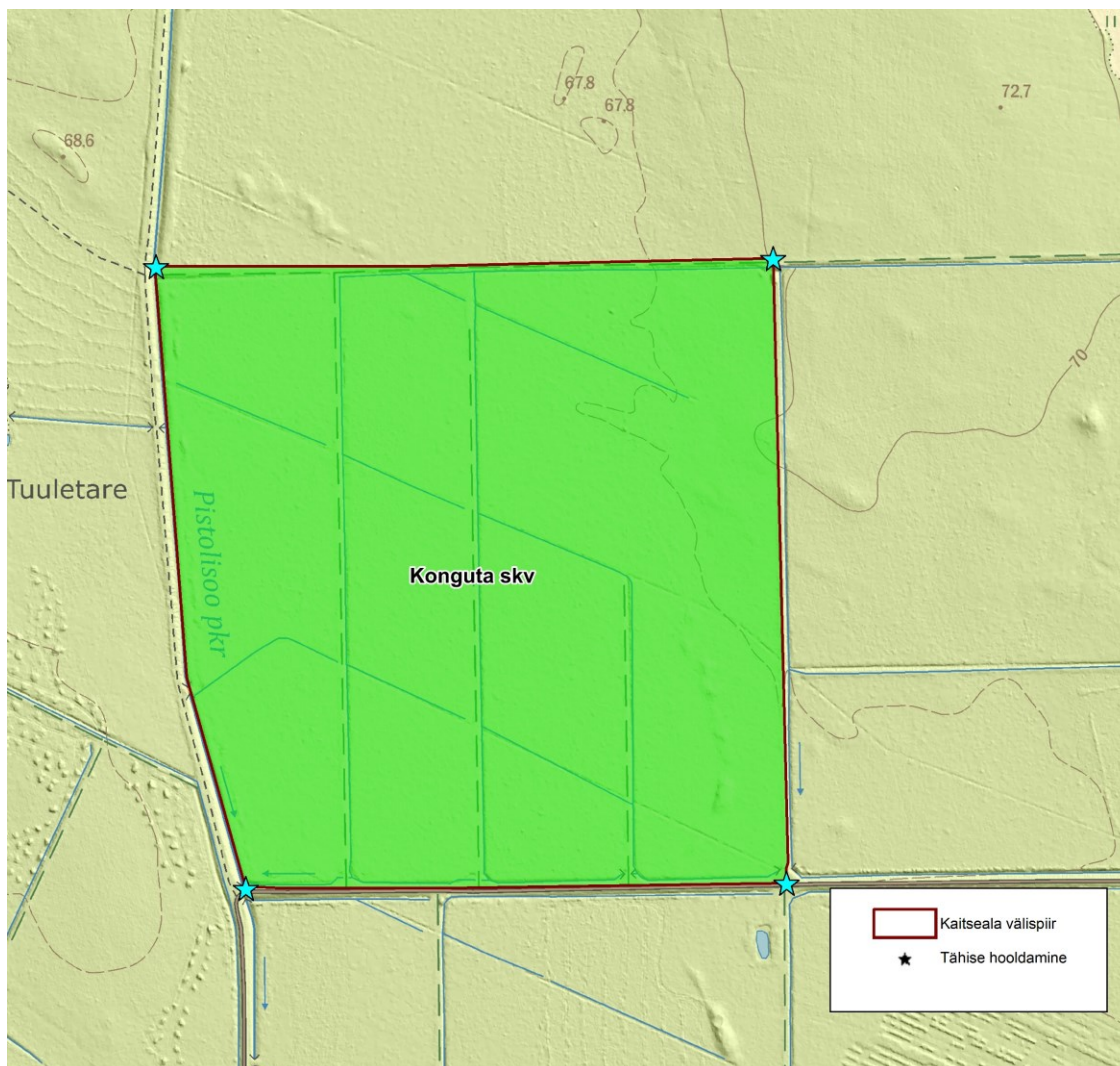 67.8
67.8
72.7
68.6
70
Tuuletare
Pistolisoo pkr
Konguta skv
Kaitseala välispiir
Tähise hooldamine